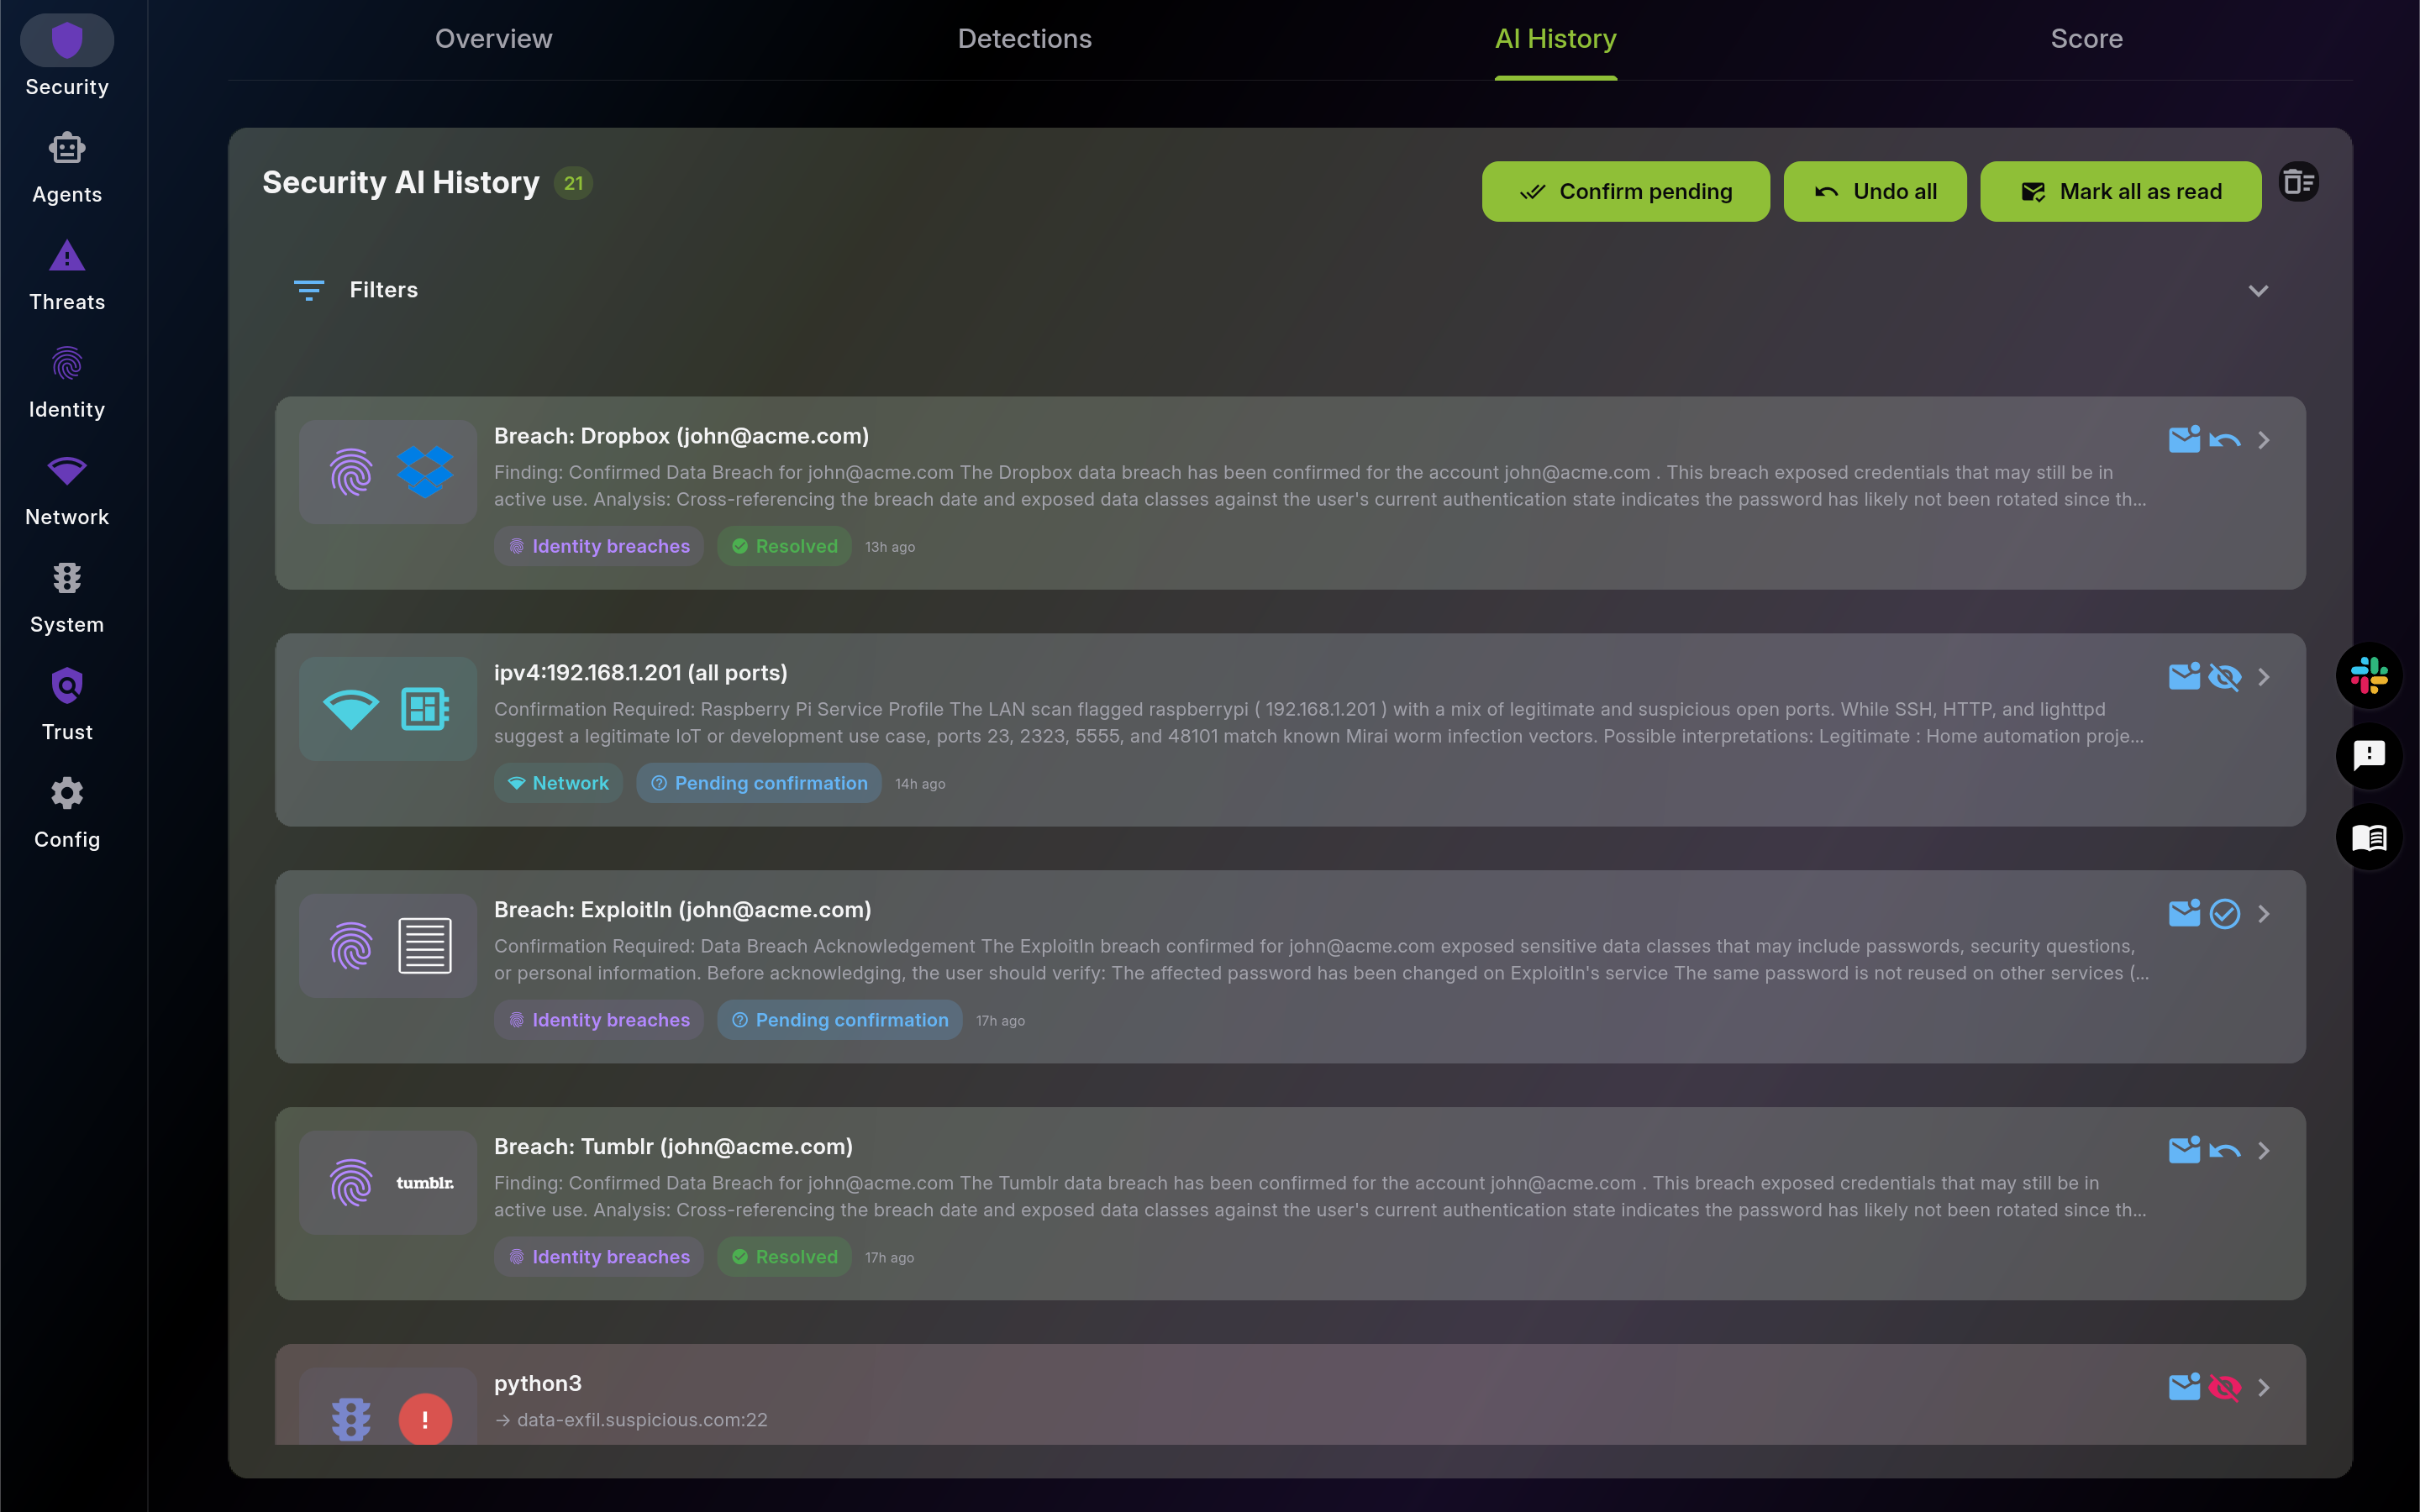 Security
Agents
Threats
Identity
Network
System
Trust
Config
Overview
Detections
AI History
Score
Security AI History 21
Confirm pending
Undo all
Mark all as read
Filters
Breach: Dropbox (john@acme.com)
Finding: Confirmed Data Breach for john@acme.com The Dropbox data breach has been confirmed for the account john@acme.com . This breach exposed credentials that may still be in
active use. Analysis: Cross-referencing the breach date and exposed data classes against the user's current authentication state indicates the password has likely not been rotated since th...
Identity breaches
Resolved
13h ago
ipv4:192.168.1.201 (all ports)
Confirmation Required: Raspberry Pi Service Profile The LAN scan flagged raspberrypi ( 192.168.1.201 ) with a mix of legitimate and suspicious open ports. While SSH, HTTP, and lighttpd
suggest a legitimate IoT or development use case, ports 23, 2323, 5555, and 48101 match known Mirai worm infection vectors. Possible interpretations: Legitimate : Home automation proje...
Network
Pending confirmation
14h ago
Breach: ExploitIn (john@acme.com)
Confirmation Required: Data Breach Acknowledgement The ExploitIn breach confirmed for john@acme.com exposed sensitive data classes that may include passwords, security questions,
or personal information. Before acknowledging, the user should verify: The affected password has been changed on ExploitIn's service The same password is not reused on other services (...
Identity breaches
Pending confirmation
17h ago
Breach: Tumblr (john@acme.com)
tumblr.
Finding: Confirmed Data Breach for john@acme.com The Tumblr data breach has been confirmed for the account john@acme.com . This breach exposed credentials that may still be in
active use. Analysis: Cross-referencing the breach date and exposed data classes against the user's current authentication state indicates the password has likely not been rotated since th...
Identity breaches
Resolved
17h ago
python3
→ data-exfil.suspicious.com:22